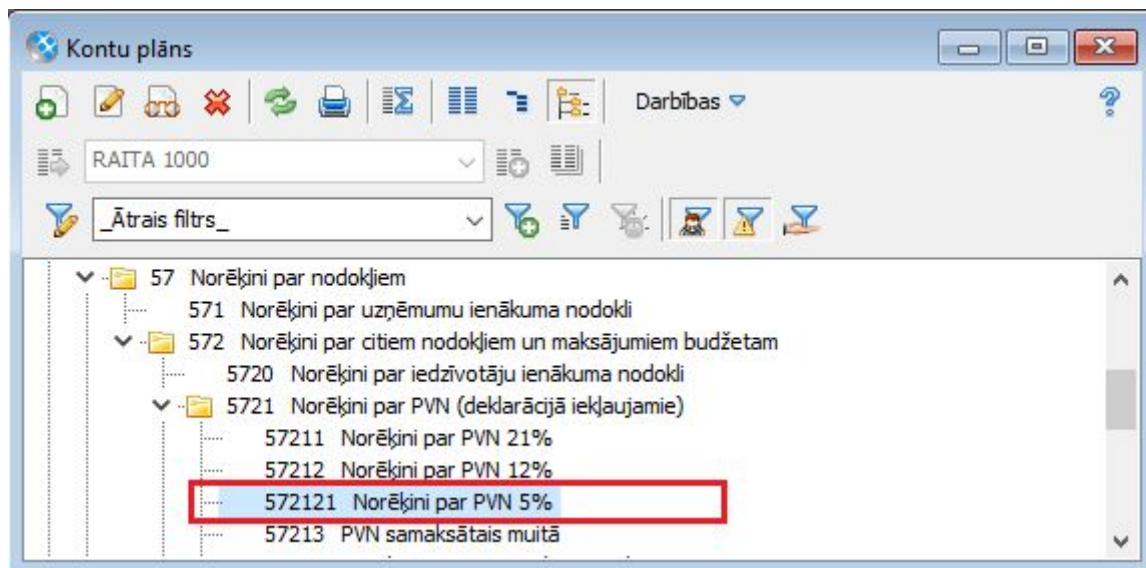 Kontu plāns
Darbības
RAITA 1000
_Ātrais filtrs_
57 Norēķini par nodokļiem
571 Norēķini par uzņēmumu ienākuma nodokli
572 Norēķini par citiem nodokļiem un maksājumiem budžetam
5720 Norēķini par iedzīvotāju ienākuma nodokli
5721 Norēķini par PVN (deklarācijā iekļaujamie)
57211 Norēķini par PVN 21%
57212 Norēķini par PVN 12%
572121 Norēķini par PVN 5%
57213 PVN samaksātais muitā